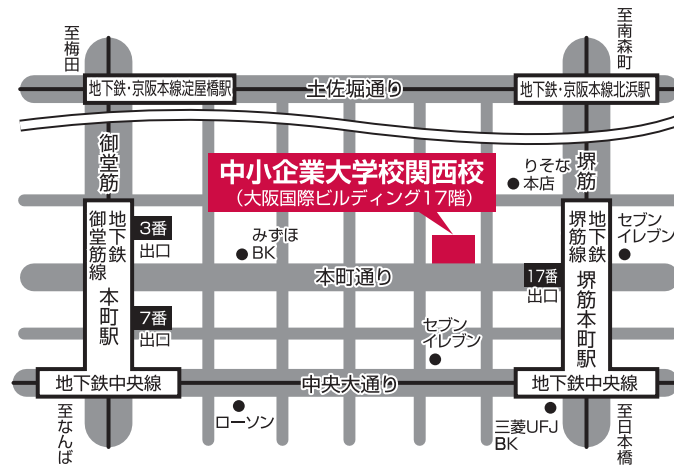 至梅田
至南森町
地下鉄・京阪本線淀屋橋駅
土佐堀通り
地下鉄・京阪本線北浜駅
御堂筋
堺筋
中小企業大学校関西校
（大阪国際ビルディング17階）
りそな
本店
地下鉄
御堂筋線
本町駅
3番
出口
みずほ
BK
地下鉄
堺筋線
堺筋本町駅
セブン
イレブン
本町通り
17番
出口
7番
出口
セブン
イレブン
地下鉄中央線
中央大通り
地下鉄中央線
至なんば
ローソン
三菱UFJ
BK
至日本橋